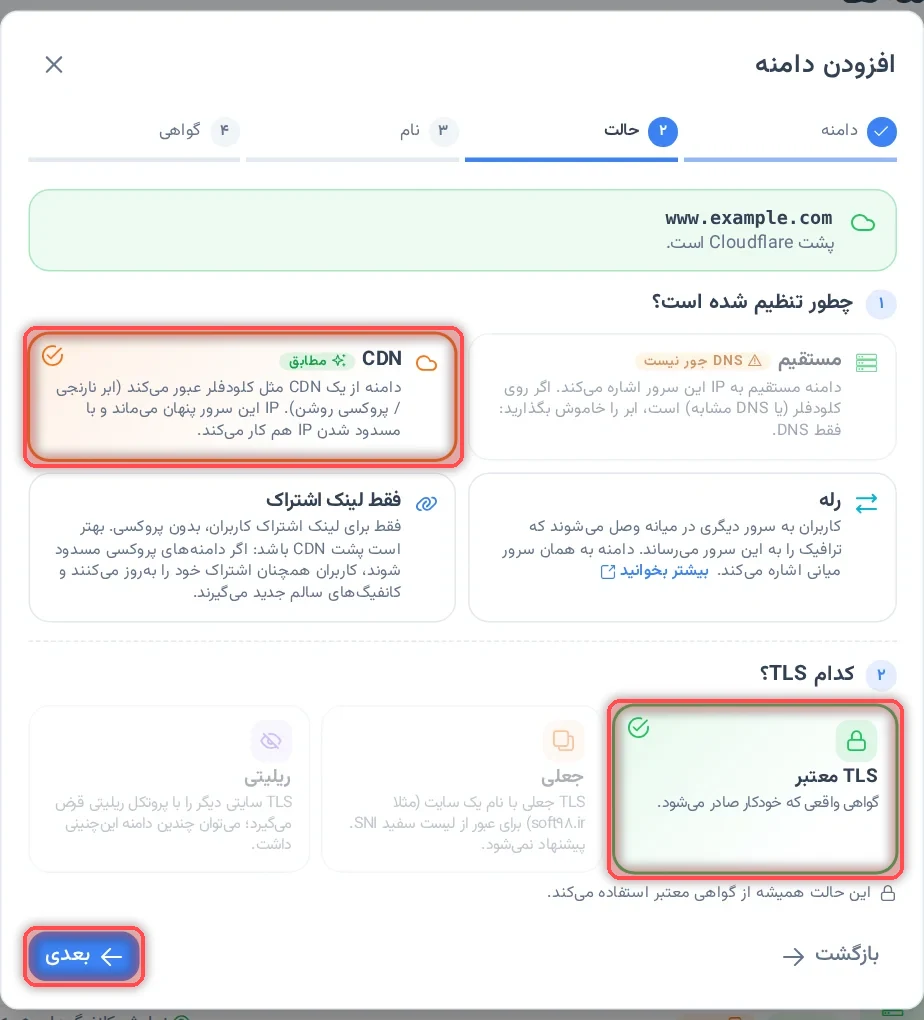 افزودن دامنه
دامنه
۲ حالت
۳ نام
۴ گواهی
www.example.com
پشت Cloudflare است.
۱ چطور تنظیم شده است؟
مستقیم DNS جور نیست
دامنه مستقیم به IP این سرور اشاره می‌کند. اگر روی
کلودفلر (یا DNS مشابه) است، ابر را خاموش بگذارید:
فقط DNS.
CDN مطابق
دامنه از یک CDN مثل کلودفلر عبور می‌کند (ابر نارنجی
/ پروکسی روشن). IP این سرور پنهان می‌ماند و با
مسدود شدن IP هم کار می‌کند.
رله
کاربران به سرور دیگری در میانه وصل می‌شوند که
ترافیک را به این سرور می‌رساند. دامنه به همان سرور
میانی اشاره می‌کند. بیشتر بخوانید
فقط لینک اشتراک
فقط برای لینک اشتراک کاربران، بدون پروکسی. بهتر
است پشت CDN باشد: اگر دامنه‌های پروکسی مسدود
شوند، کاربران همچنان اشتراک خود را به‌روز می‌کنند و
کانفیگ‌های سالم جدید می‌گیرند.
۲ کدام TLS؟
TLS معتبر
گواهی واقعی که خودکار صادر می‌شود.
جعلی
TLS جعلی با نام یک سایت (مثلا
soft۹۸.ir) برای عبور از لیست سفید SNI.
پیشنهاد نمی‌شود.
ریلیتی
TLS سایتی دیگر را با پروتکل ریلیتی قرض
می‌گیرد؛ می‌توان چندین دامنه این‌چنینی
داشت.
این حالت همیشه از گواهی معتبر استفاده می‌کند.
بازگشت
بعدی